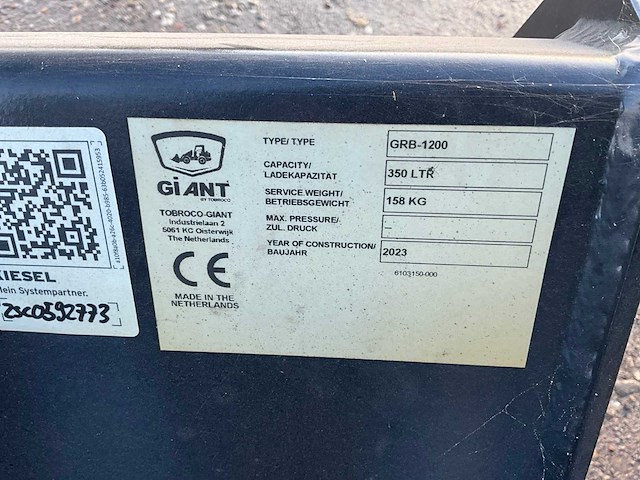 GiANT
BY TOBROCO
TOBROCO-GIANT
Industrielaan 2
5061 KC Oisterwijk
The Netherlands
CE
MADE IN THE
NETHERLANDS
TYPE/ TYPE
GRB-1200
CAPACITY/
LADEKAPAZITÄT
350 LTR
SERVICE.WEIGHT/
BETRIEBSGEWICHT
158 KG
MAX. PRESSURE/
ZUL. DRUCK
–
YEAR OF CONSTRUCTION/
BAUJAHR
2023
6103150-000
KIESEL
Mein Systempartner.